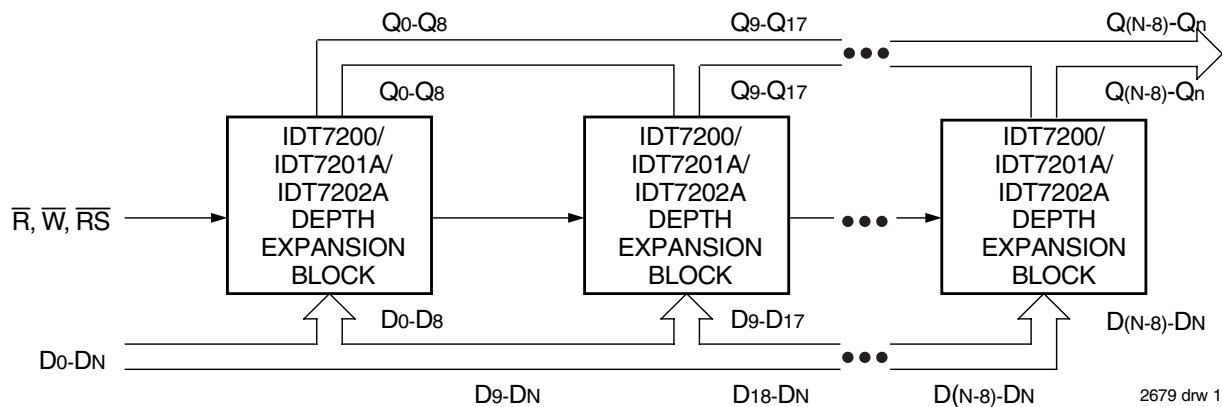 Q0-Q8 Q9-Q17 Q(N-8)-Qn
Q0-Q8 Q9-Q17 Q(N-8)-Qn
IDT7200/
IDT7201A/
IDT7202A
DEPTH
EXPANSION
BLOCK
IDT7200/
IDT7201A/
IDT7202A
DEPTH
EXPANSION
BLOCK
IDT7200/
IDT7201A/
IDT7202A
DEPTH
EXPANSION
BLOCK
R̅, W̅, R̅S̅
D0-D8 D9-D17 D(N-8)-DN
D0-DN
D9-DN D18-DN D(N-8)-DN
2679 drw 1